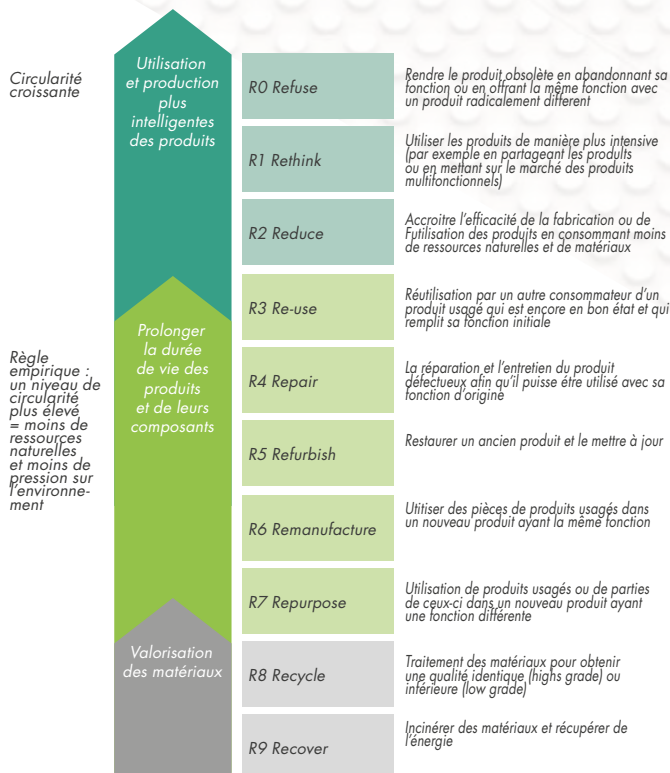 Circularité
croissante
Utilisation
et production
plus
intelligentes
des produits
R0 Refuse
Rendre le produit obsolète en abandonnant sa
fonction ou en offrant la même fonction avec
un produit radicalement different
R1 Rethink
Utiliser les produits de manière plus intensive
(par exemple en partageant les produits
ou en mettant sur le marché des produits
multifonctionnels)
R2 Reduce
Accroitre l’efficacité de la fabrication ou de
Futilisation des produits en consommant moins
de ressources naturelles et de matériaux
Règle
empirique :
un niveau de
circularité
plus élevé
= moins de
ressources
naturelles
et moins de
pression sur
l’environne-
ment
Prolonger
la durée
de vie des
produits
et de leurs
composants
R3 Re-use
Réutilisation par un autre consommateur d’un
produit usagé qui est encore en bon état et qui
remplit sa fonction initiale
R4 Repair
La réparation et l’entretien du produit
défectueux afin qu’il puisse étre utilisé avec sa
fonction d’origine
R5 Refurbish
Restaurer un ancien produit et le mettre à jour
R6 Remanufacture
Utitiser des pièces de produits usagés dans
un nouveau produit ayant la même fonction
R7 Repurpose
Utilisation de produits usagés ou de parties
de ceux-ci dans un nouveau produit ayant
une fonction différente
Valorisation
des matériaux
R8 Recycle
Traitement des matériaux pour obtenir
une qualité identique (highs grade) ou
inférieure (low grade)
R9 Recover
Incinérer des matériaux et récupérer de
l’énergie